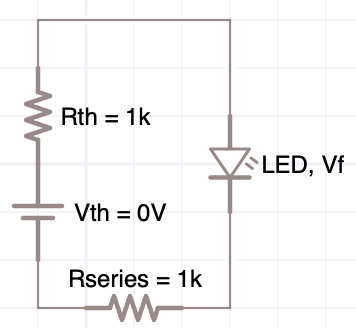 Rth = 1k
LED, Vf
Vth = 0V
Rseries = 1k